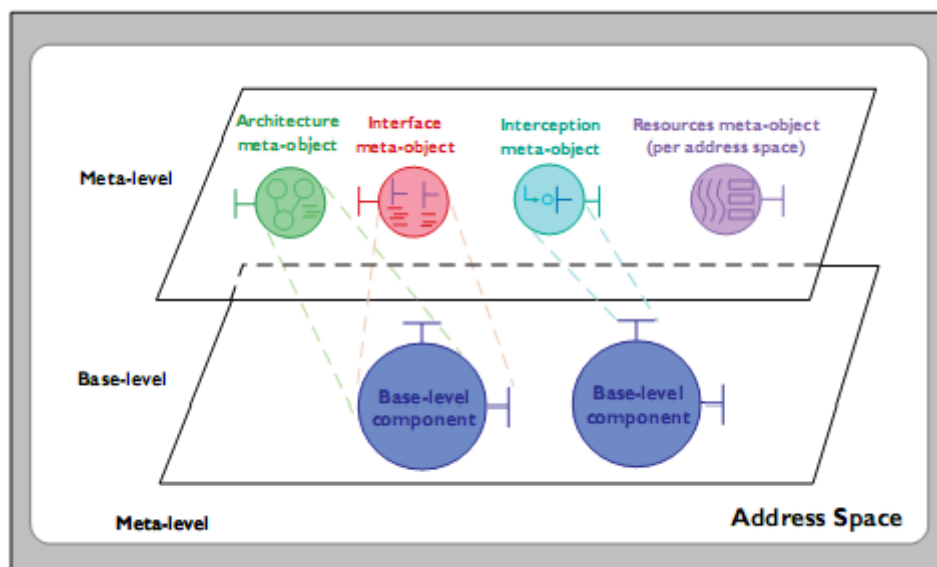 Architecture
meta-object
Interface
meta-object
Interception
meta-object
Resources meta-object
(per address space)
Meta-level
Base-level
Base-level
component
Base-level
component
Meta-level
Address Space